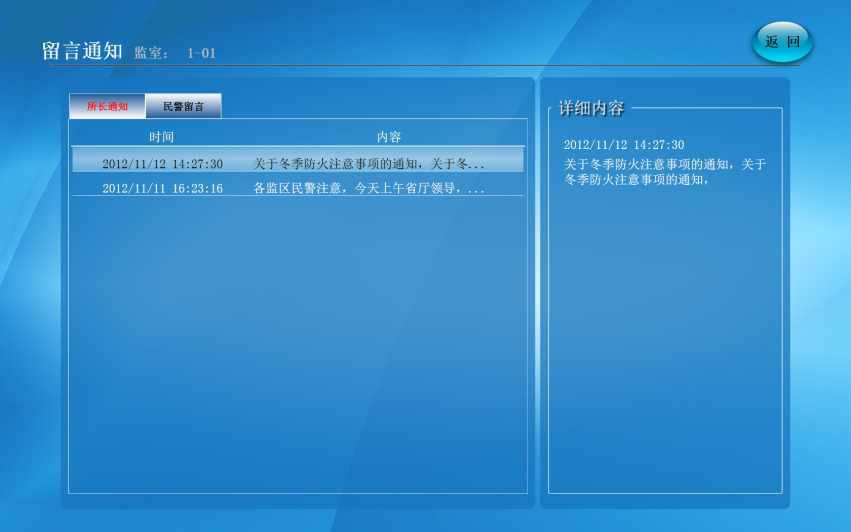 留言通知 监室： 1-01
返 回
所长通知 民警留言
时间 内容
2012/11/12 14:27:30 关于冬季防火注意事项的通知，关于冬...
2012/11/11 16:23:16 各监区民警注意，今天上午省厅领导，...
详细内容
2012/11/12 14:27:30
关于冬季防火注意事项的通知，关于
冬季防火注意事项的通知，